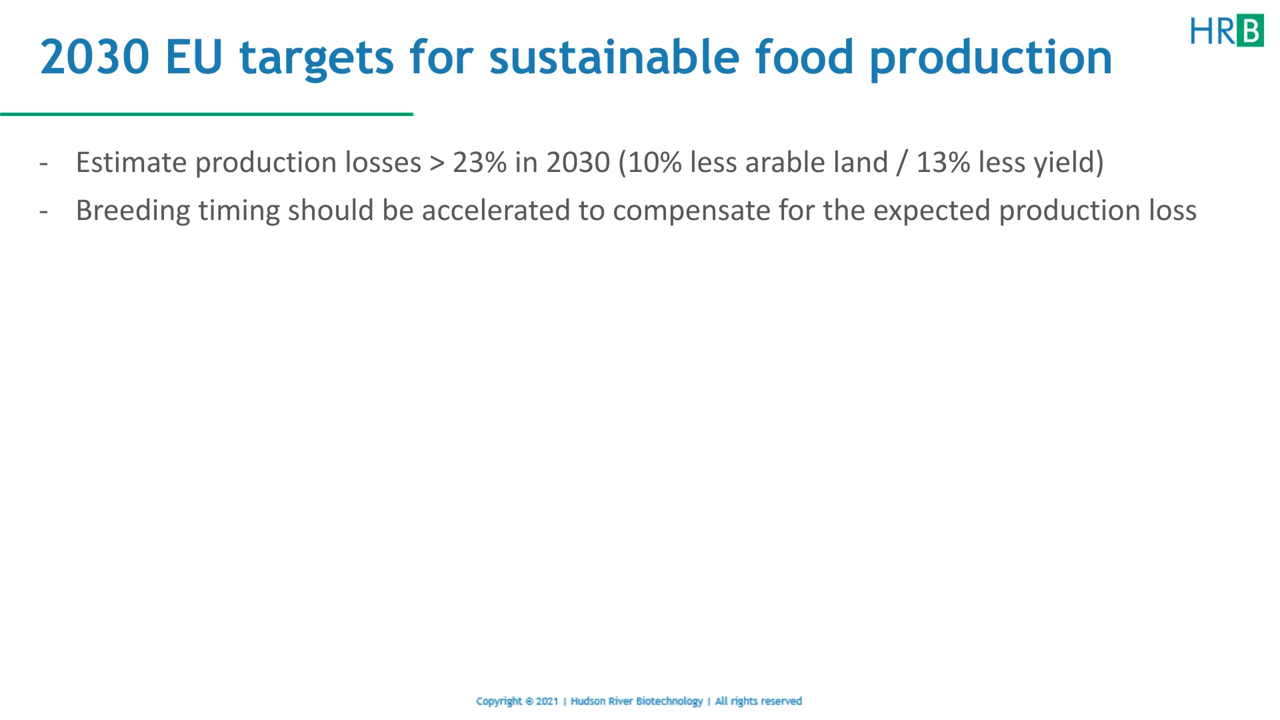 2030 EU targets for sustainable food production
HRB
- Estimate production losses > 23% in 2030 (10% less arable land / 13% less yield)
- Breeding timing should be accelerated to compensate for the expected production loss
Copyright © 2021 | Hudson River Biotechnology | All rights reserved